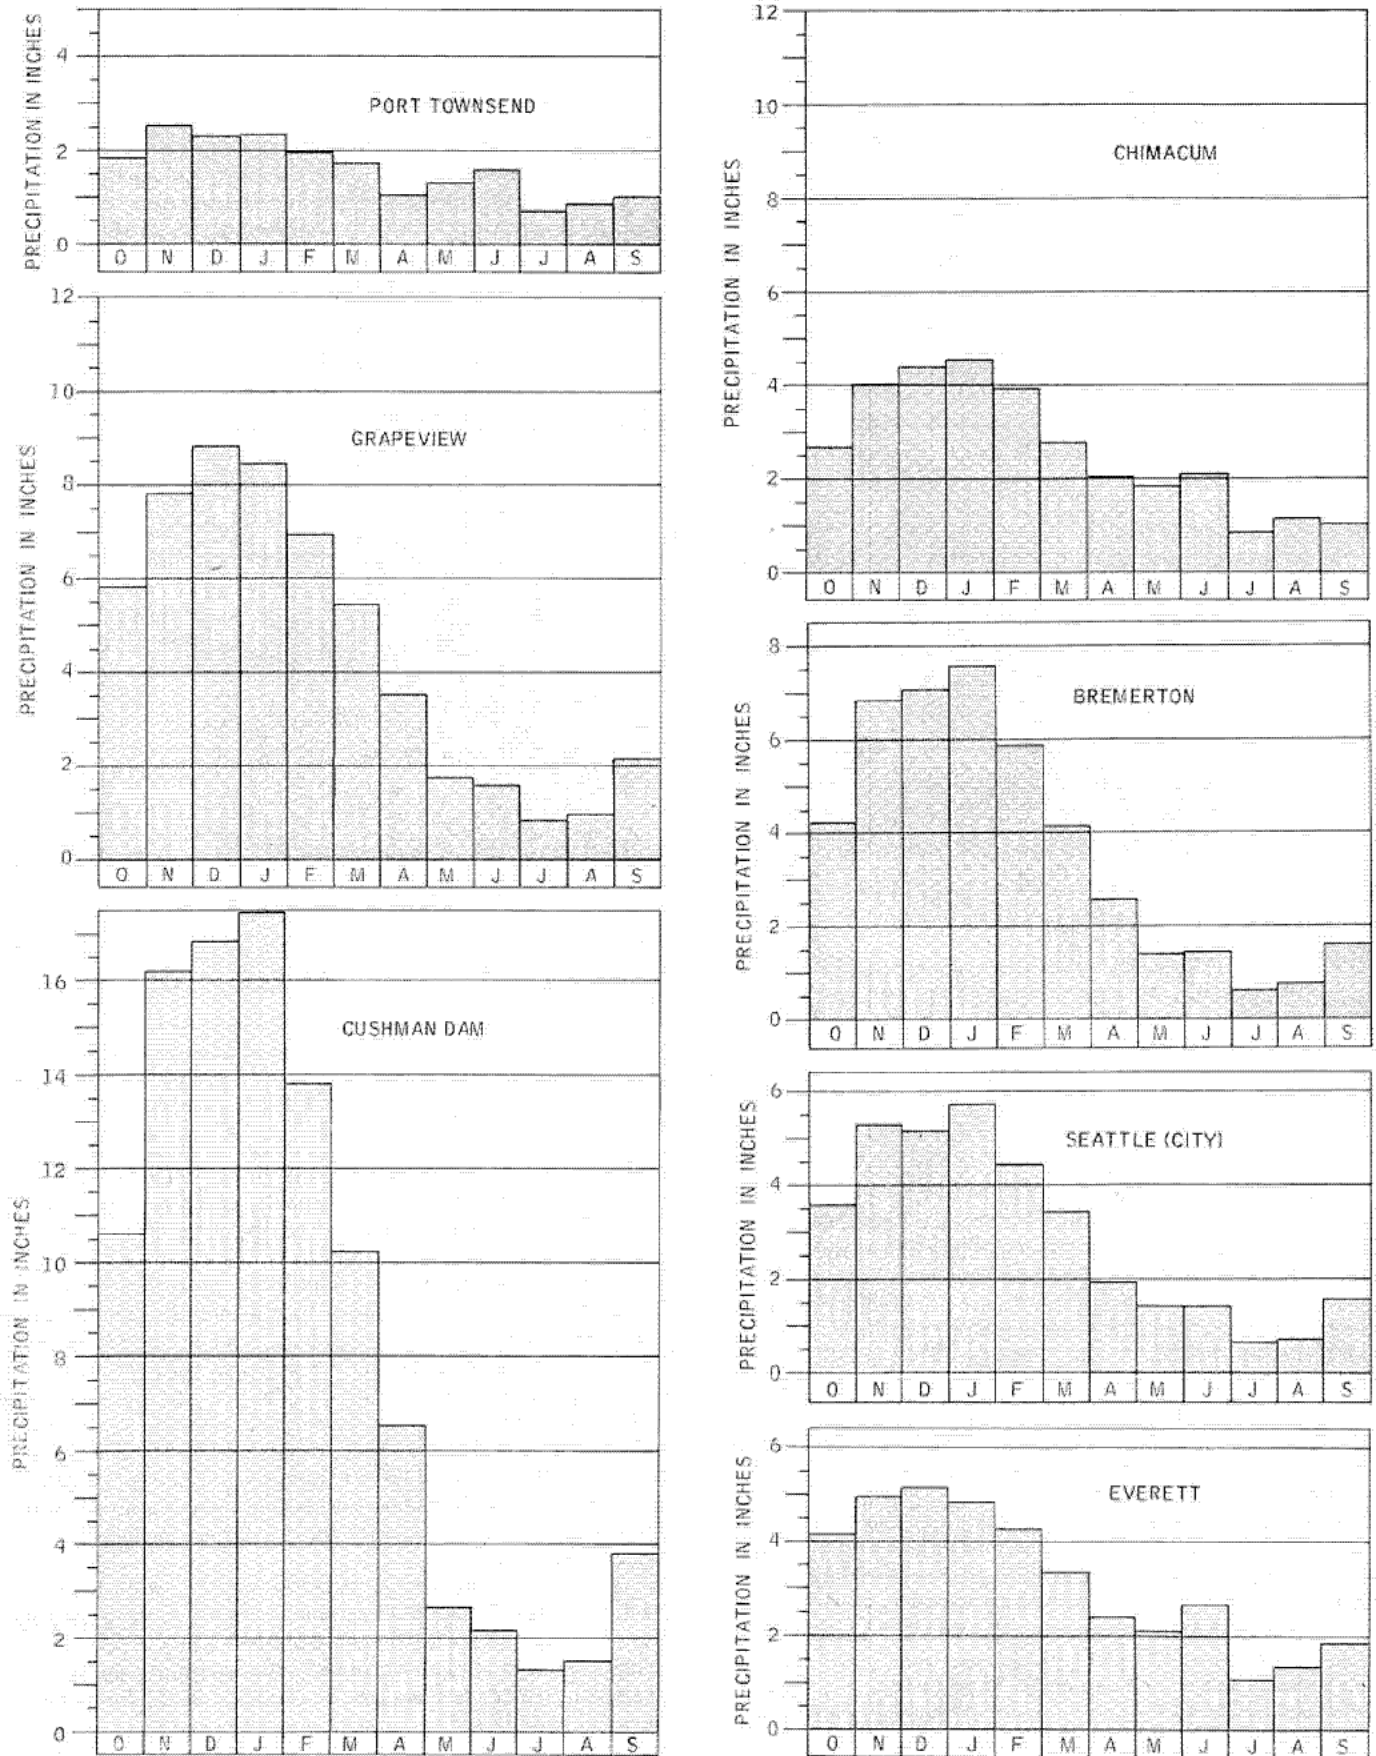 PRECIPITATION IN INCHES
4
2
0
PORT TOWNSEND
O N D J F M A M J J A S
PRECIPITATION IN INCHES
12
10
8
6
4
2
0
GRAPEVIEW
O N D J F M A M J J A S
PRECIPITATION IN INCHES
16
14
12
10
8
6
4
2
0
CUSHMAN DAM
O N D J F M A M J J A S
PRECIPITATION IN INCHES
12
10
8
6
4
2
0
CHIMACUM
O N D J F M A M J J A S
PRECIPITATION IN INCHES
8
6
4
2
0
BREMERTON
O N D J F M A M J J A S
PRECIPITATION IN INCHES
6
4
2
0
SEATTLE (CITY)
O N D J F M A M J J A S
PRECIPITATION IN INCHES
6
4
2
0
EVERETT
O N D J F M A M J J A S